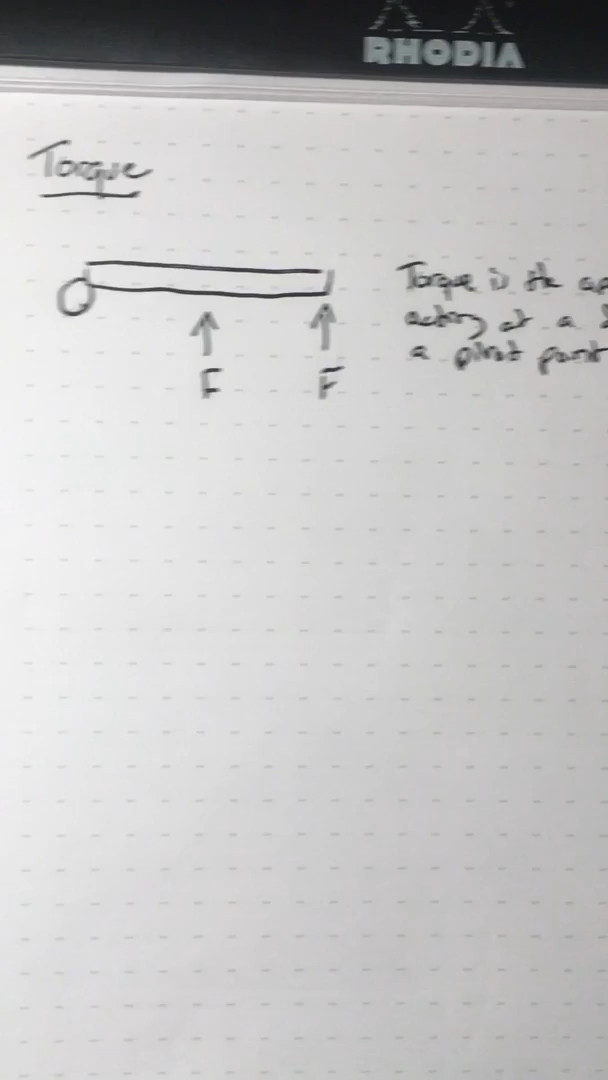 RHODIA
Torque
F F
Torque is the
acting at a
a pivot point